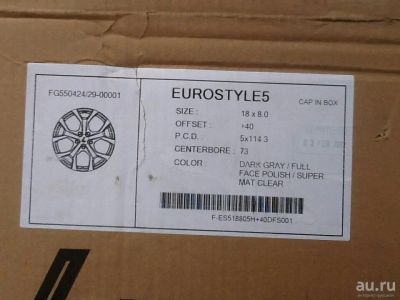 FG550424/29-00001
EUROSTYLE5
CAP IN BOX
SIZE : 18 x 8.0
OFFSET : +40
P.C.D. : 5x114.3
CENTERBORE : 73
COLOR : DARK GRAY / FULL
FACE POLISH / SUPER
MAT CLEAR
F-ES518805H+40DFS001
au.ru